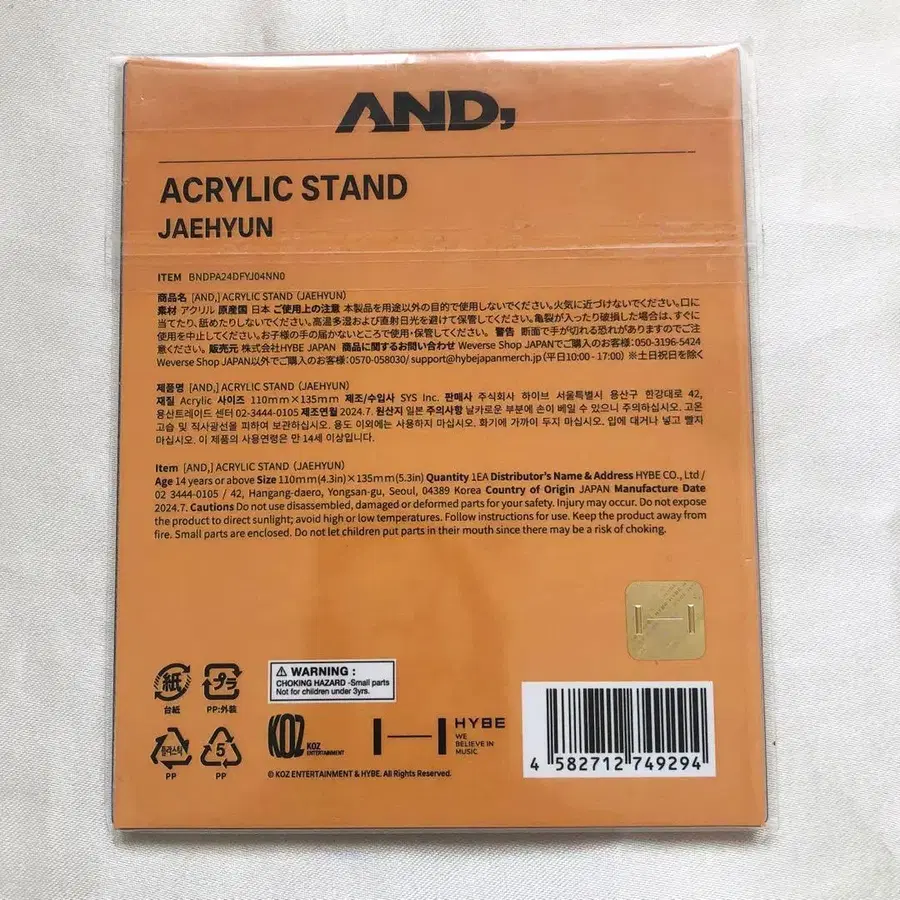 AND,
ACRYLIC STAND
JAEHYUN
ITEM BNDPA24DFYJ04NN0
商品名 [AND,] ACRYLIC STAND (JAEHYUN)
素材 アクリル 原産国 日本 ご使用上の注意 本製品を用途以外の目的で使用しないでください。火気に近づけないでください。口に
当てたり、舐めたりしないでください。高温多湿および直射日光を避けて保管してください。亀裂が入ったり破損した場合は、すぐに
使用を中止してください。お子様の手の届かないところで使用・保管してください。 警告 断面で手が切れる恐れがありますのでご注
意ください。 販売元 株式会社HYBE JAPAN 商品に関するお問い合わせ Weverse Shop JAPANでご購入のお客様：050-3196-5424
Weverse Shop JAPAN以外でご購入のお客様：0570-058030/ support@hybejapanmerch.jp (平日10:00 - 17:00) ※土日祝日を除く
제품명 [AND,] ACRYLIC STAND (JAEHYUN)
재질 Acrylic 사이즈 110mm×135mm 제조/수입사 SYS Inc. 판매사 주식회사 하이브 서울특별시 용산구 한강대로 42,
용산트레이드 센터 02-3444-0105 제조연월 2024.7. 원산지 일본 주의사항 날카로운 부분에 손이 베일 수 있으니 주의하십시오. 고온
고습 및 직사광선을 피하여 보관하십시오. 용도 이외에는 사용하지 마십시오. 화기에 가까이 두지 마십시오. 입에 대거나 넣고 빨지
마십시오. 이 제품의 사용연령은 만 14세 이상입니다.
Item [AND,] ACRYLIC STAND (JAEHYUN)
Age 14 years or above Size 110mm(4.3in)×135mm(5.3in) Quantity 1EA Distributor's Name & Address HYBE CO., Ltd /
02 3444-0105 / 42, Hangang-daero, Yongsan-gu, Seoul, 04389 Korea Country of Origin JAPAN Manufacture Date
2024.7. Cautions Do not use disassembled, damaged or deformed parts for your safety. Injury may occur. Do not expose
the product to direct sunlight; avoid high or low temperatures. Follow instructions for use. Keep the product away from
fire. Small parts are enclosed. Do not let children put parts in their mouth since there may be a risk of choking.
紙
台紙
プラ
PP:外装
⚠ WARNING :
CHOKING HAZARD -Small parts
Not for children under 3yrs.
플라스틱
PP
5
PP
KOZ
KOZ
ENTERTAINMENT
HYBE
WE
BELIEVE IN
MUSIC
© KOZ ENTERTAINMENT & HYBE. All Rights Reserved.
4 582712 749294